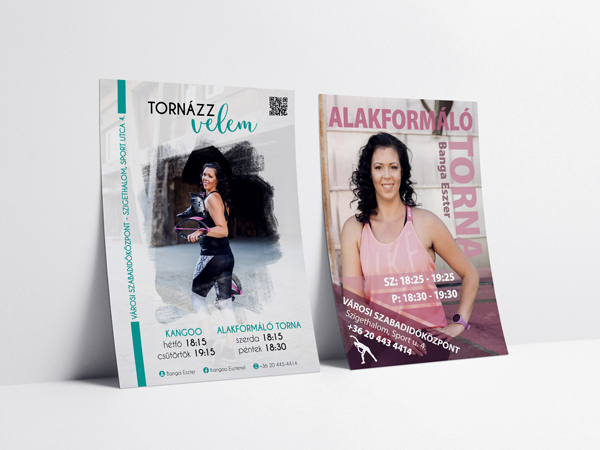 TORNÁZZ
velem
VÁROSI SZABADIDŐKÖZPONT - SZIGETHALOM, SPORT UTCA 4.
KANGOO
hétfő 18:15
csütörtök 19:15
ALAKFORMÁLÓ TORNA
szerda 18:15
péntek 18:30
Banga Eszter
Kangoo Eszterrel
+36 20 443-4414
ALAKFORMÁLÓ
TORNA
Banga Eszter
SZ: 18:25 - 19:25
P: 18:30 - 19:30
VÁROSI SZABADIDŐKÖZPONT
Szigethalom, Sport u. 4.
+36 20 443 4414